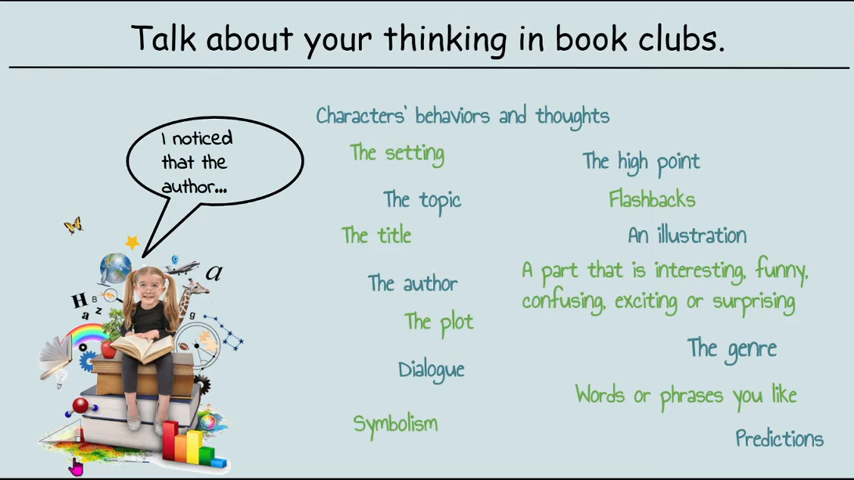 Talk about your thinking in book clubs.
I noticed
that the
author...
Characters' behaviors and thoughts
The setting
The topic
The title
The author
The plot
Dialogue
Symbolism
The high point
Flashbacks
An illustration
A part that is interesting, funny,
confusing, exciting or surprising
The genre
Words or phrases you like
Predictions
a
H
B
a
z
g